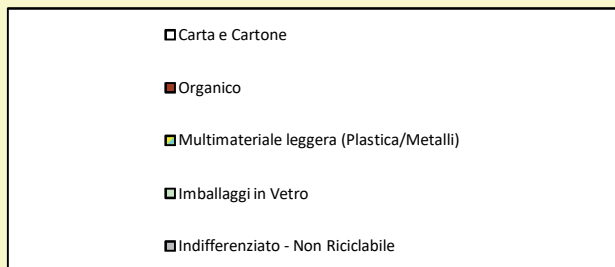 Carta e Cartone
Organico
Multimateriale leggera (Plastica/Metalli)
Imballaggi in Vetro
Indifferenziato - Non Riciclabile